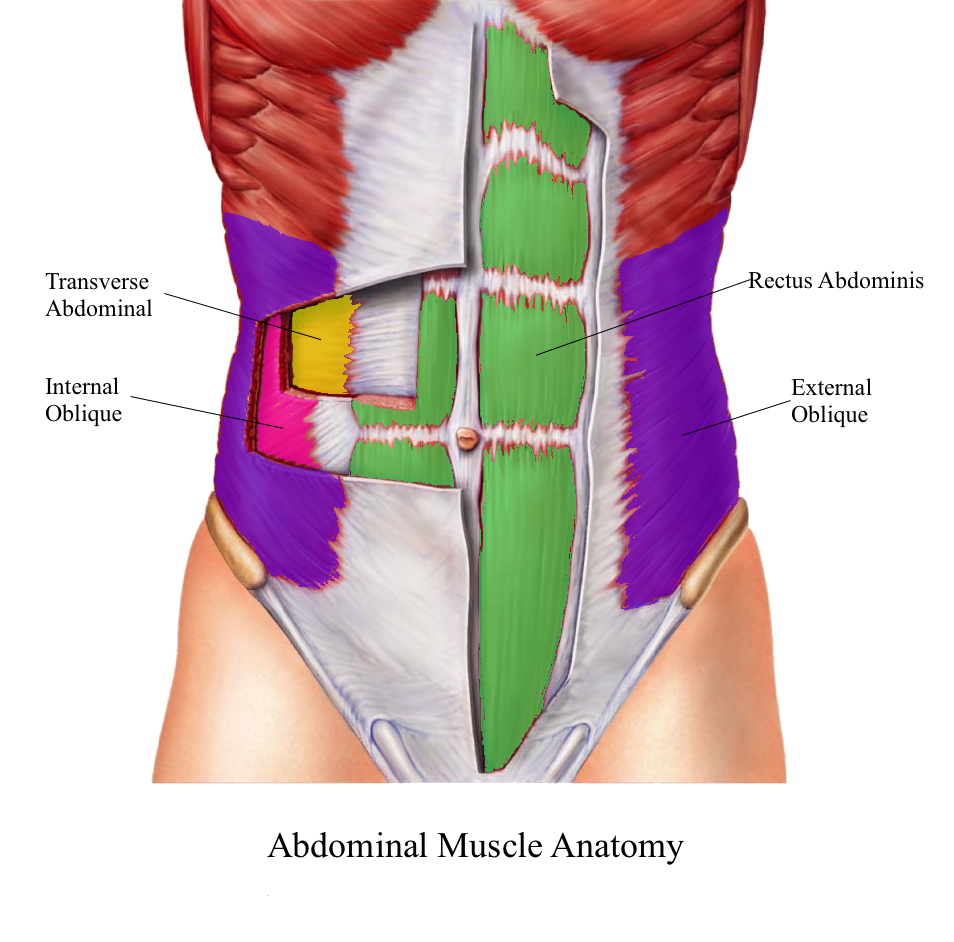 Transverse
Abdominal
Rectus Abdominis
Internal
Oblique
External
Oblique
Abdominal Muscle Anatomy